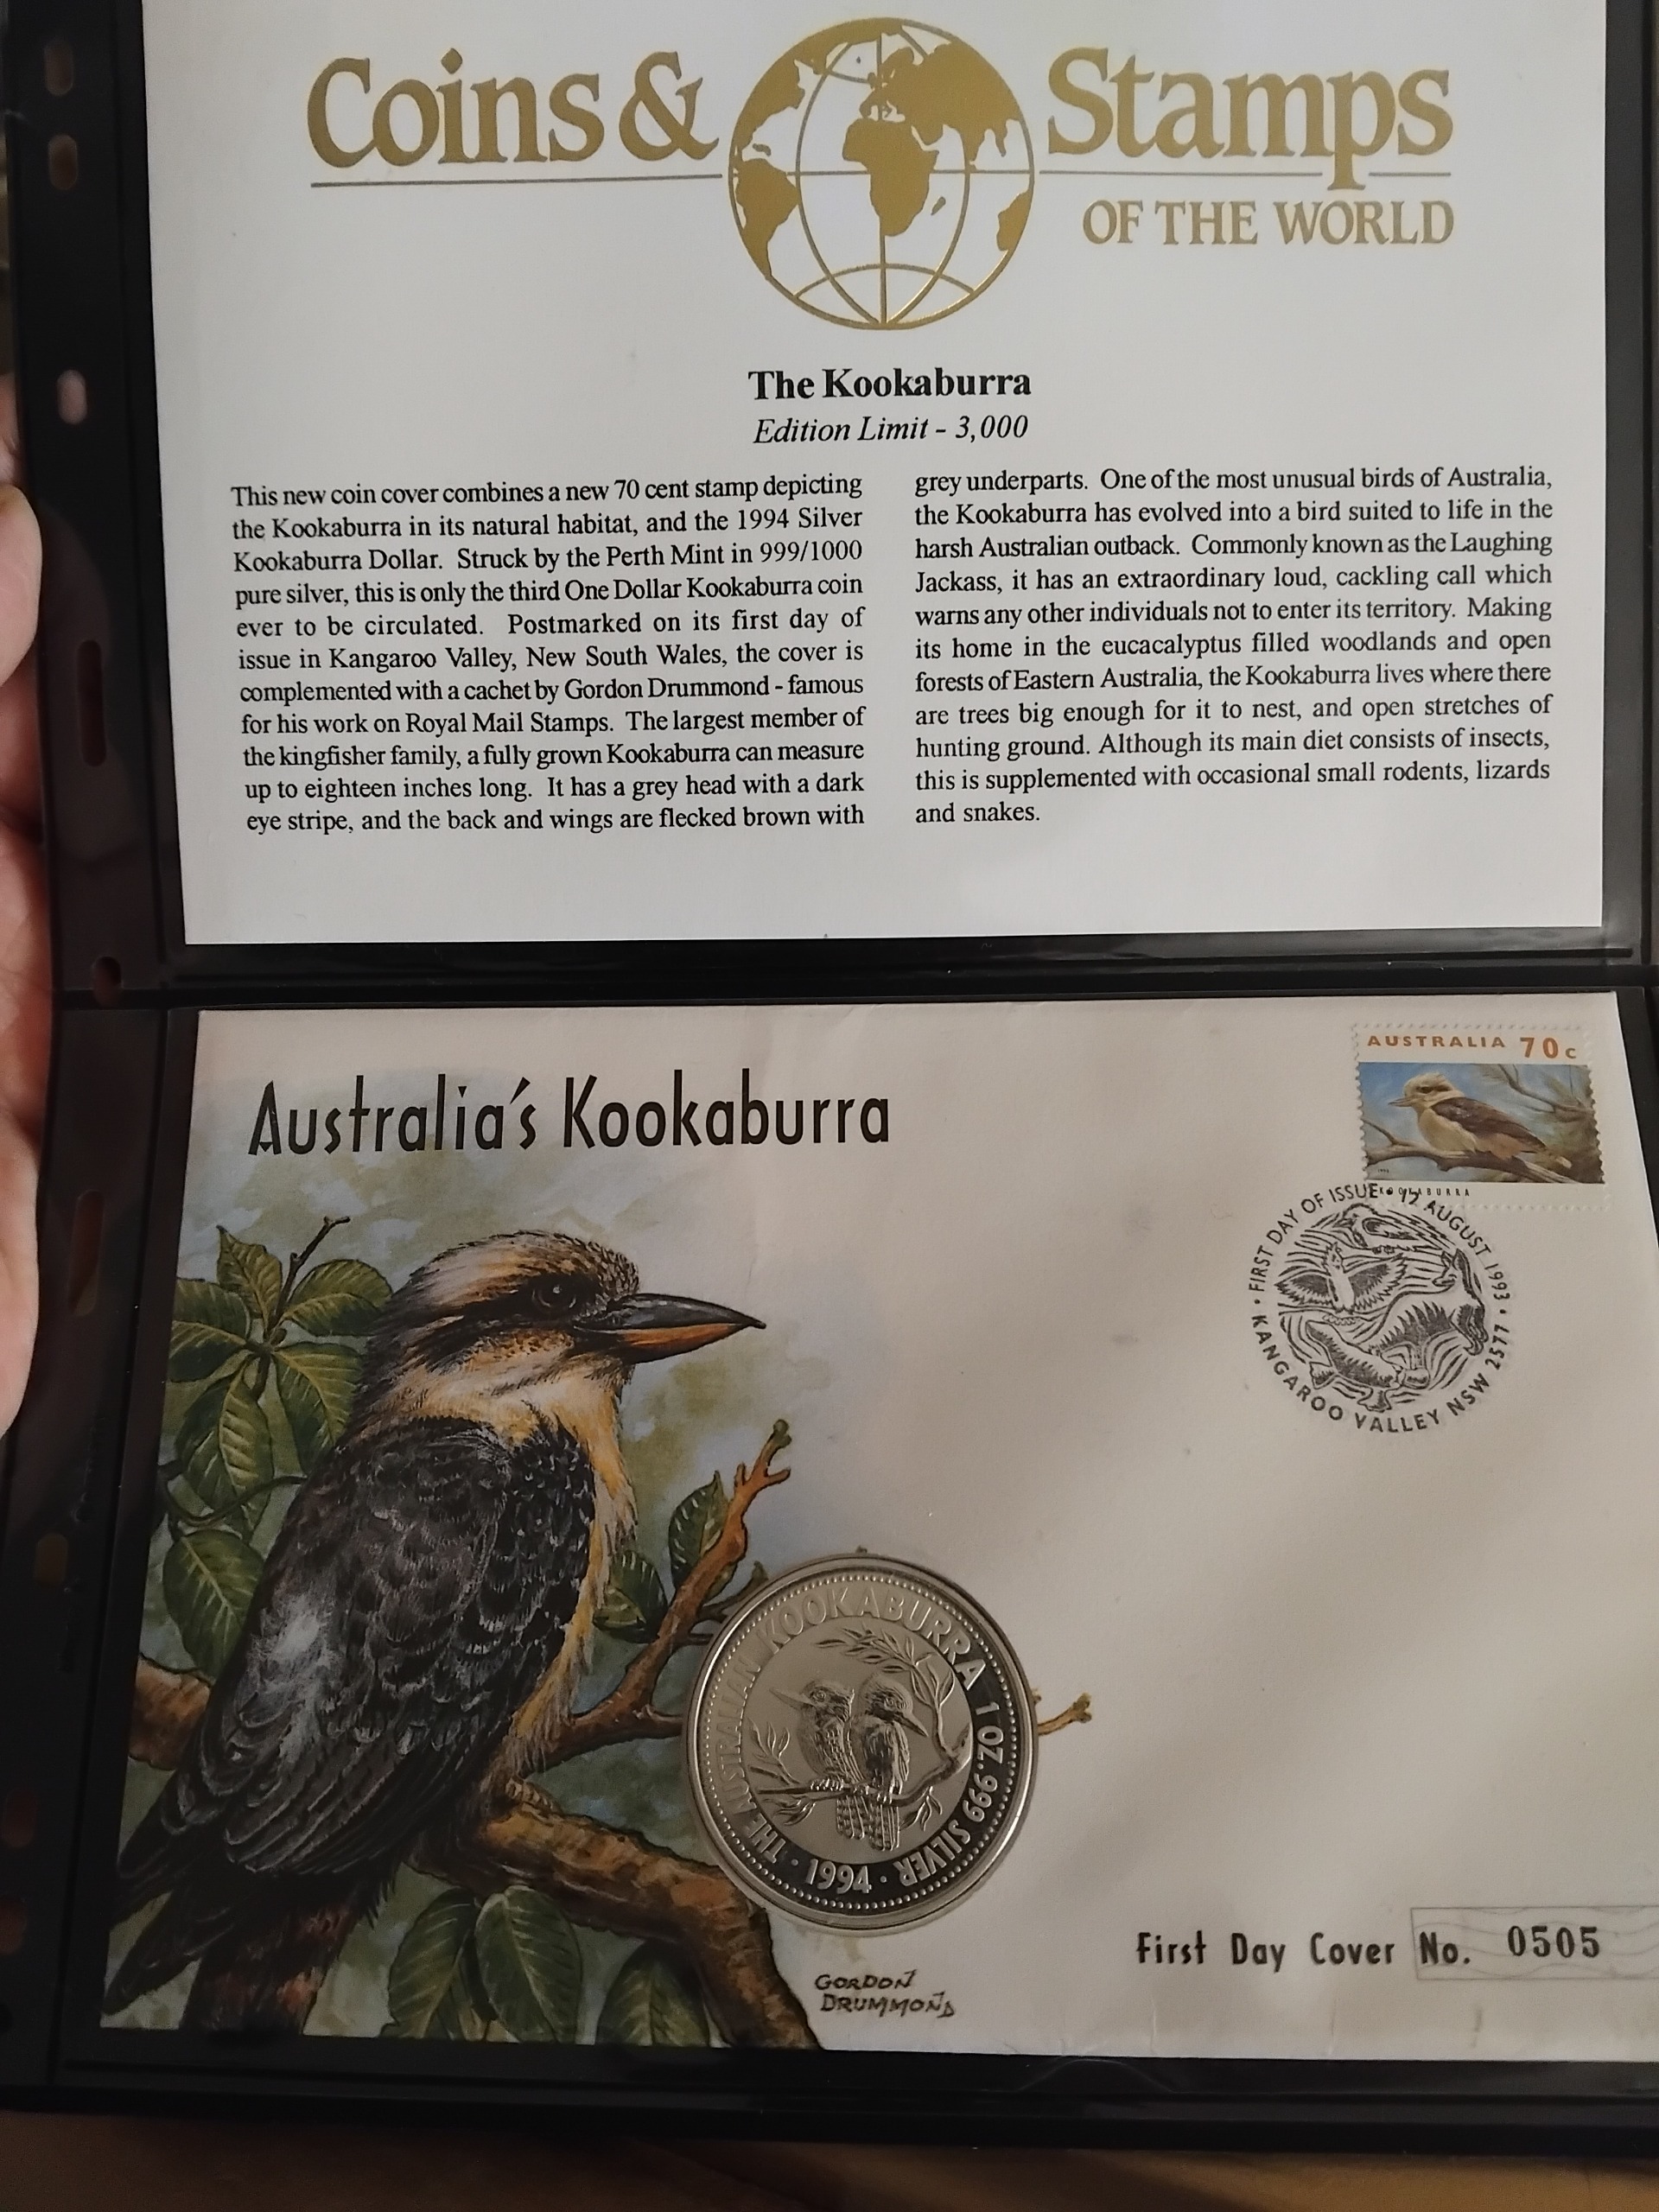 Coins & Stamps
OF THE WORLD
The Kookaburra
Edition Limit - 3,000
This new coin cover combines a new 70 cent stamp depicting
the Kookaburra in its natural habitat, and the 1994 Silver
Kookaburra Dollar. Struck by the Perth Mint in 999/1000
pure silver, this is only the third One Dollar Kookaburra coin
ever to be circulated. Postmarked on its first day of
issue in Kangaroo Valley, New South Wales, the cover is
complemented with a cachet by Gordon Drummond - famous
for his work on Royal Mail Stamps. The largest member of
the kingfisher family, a fully grown Kookaburra can measure
up to eighteen inches long. It has a grey head with a dark
eye stripe, and the back and wings are flecked brown with
grey underparts. One of the most unusual birds of Australia,
the Kookaburra has evolved into a bird suited to life in the
harsh Australian outback. Commonly known as the Laughing
Jackass, it has an extraordinary loud, cackling call which
warns any other individuals not to enter its territory. Making
its home in the eucacalyptus filled woodlands and open
forests of Eastern Australia, the Kookaburra lives where there
are trees big enough for it to nest, and open stretches of
hunting ground. Although its main diet consists of insects,
this is supplemented with occasional small rodents, lizards
and snakes.
AUSTRALIA 70c
KOOKABURRA
Australia's Kookaburra
FIRST DAY OF ISSUE • 12 AUGUST 1993 •
KANGAROO VALLEY NSW 2577 •
THE AUSTRALIAN KOOKABURRA 1 OZ. 999 SILVER
· 1994 ·
First Day Cover No. 0505
GORDON
DRUMMOND